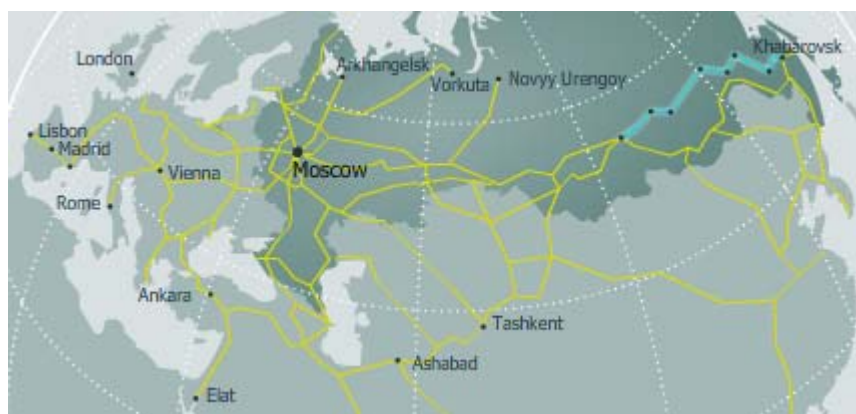 London
Arkhangelsk
Khabarovsk
Vorkuta
Novyy Urengoy
Lisbon
Madrid
Moscow
Vienna
Rome
Ankara
Tashkent
Ashabad
Elat